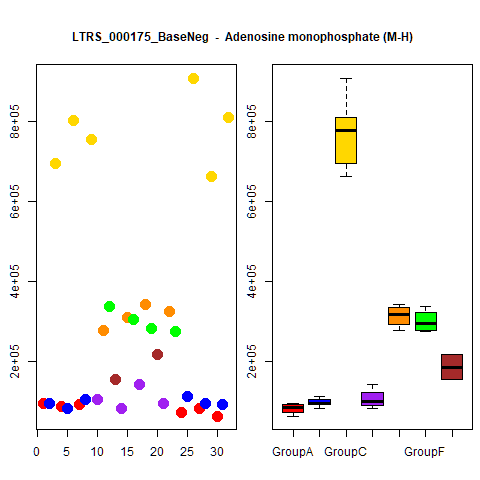 LTRS_000175_BaseNeg - Adenosine monophosphate (M-H)
8e+05
6e+05
4e+05
2e+05
0 5 10 15 20 25 30
8e+05
6e+05
4e+05
2e+05
GroupA GroupC GroupF